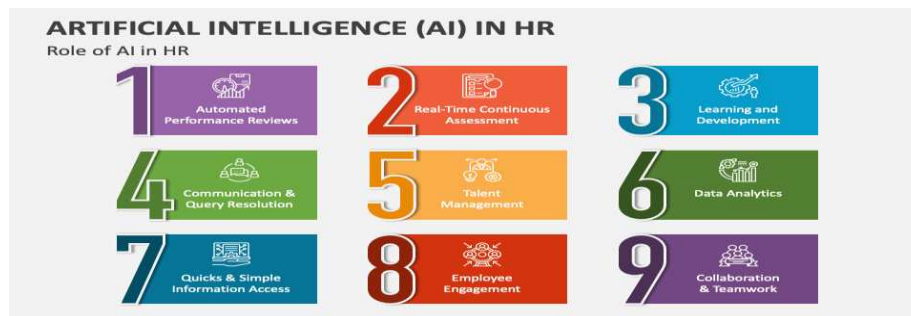 ARTIFICIAL INTELLIGENCE (AI) IN HR
Role of AI in HR
1
Automated
Performance Reviews
2
Real-Time Continuous
Assessment
3
Learning and
Development
4
Communication &
Query Resolution
5
Talent
Management
6
Data Analytics
7
Quicks & Simple
Information Access
8
Employee
Engagement
9
Collaboration
& Teamwork